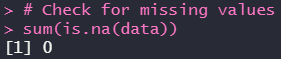 > # Check for missing values
> sum(is.na(data))
[1] 0